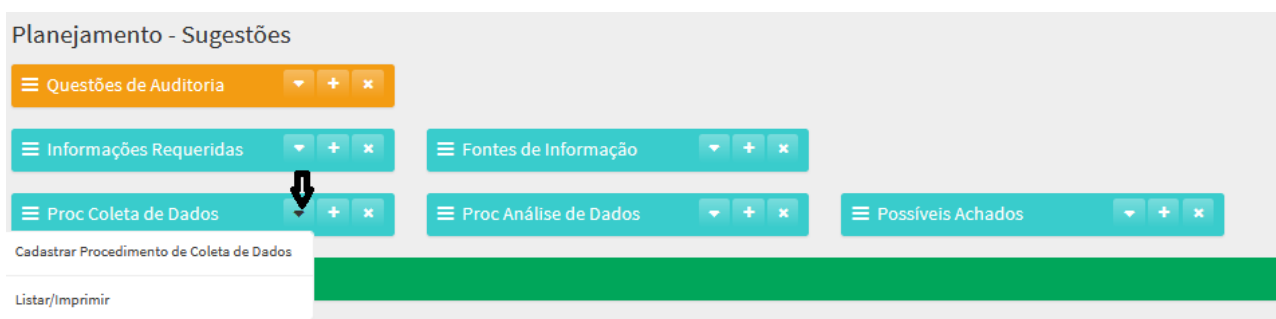 Planejamento - Sugestões
Questões de Auditoria
Informações Requeridas
Fontes de Informação
Proc Coleta de Dados
Proc Análise de Dados
Possíveis Achados
Cadastrar Procedimento de Coleta de Dados
Listar/Imprimir